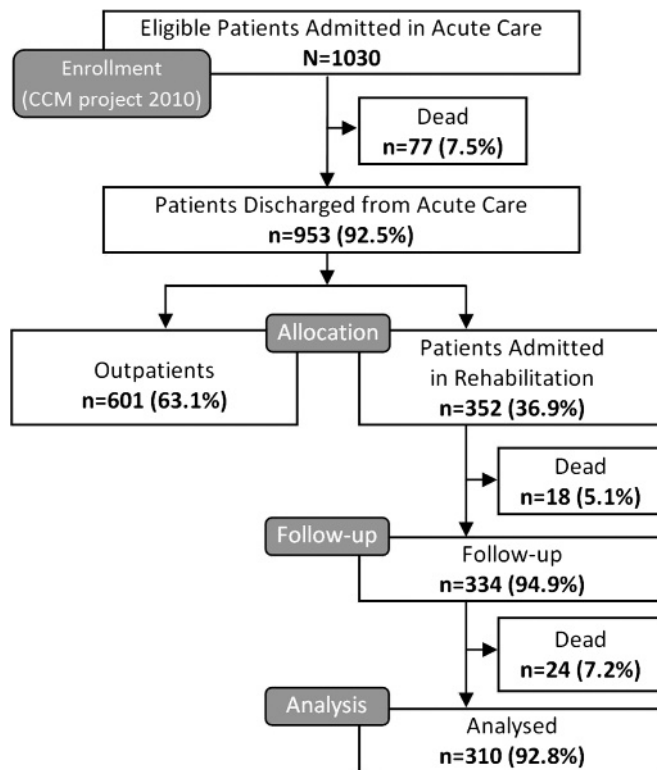 Eligible Patients Admitted in Acute Care
N=1030
Enrollment
(CCM project 2010)
Dead
n=77 (7.5%)
Patients Discharged from Acute Care
n=953 (92.5%)
Allocation
Outpatients
n=601 (63.1%)
Patients Admitted
in Rehabilitation
n=352 (36.9%)
Dead
n=18 (5.1%)
Follow-up
Follow-up
n=334 (94.9%)
Dead
n=24 (7.2%)
Analysis
Analysed
n=310 (92.8%)